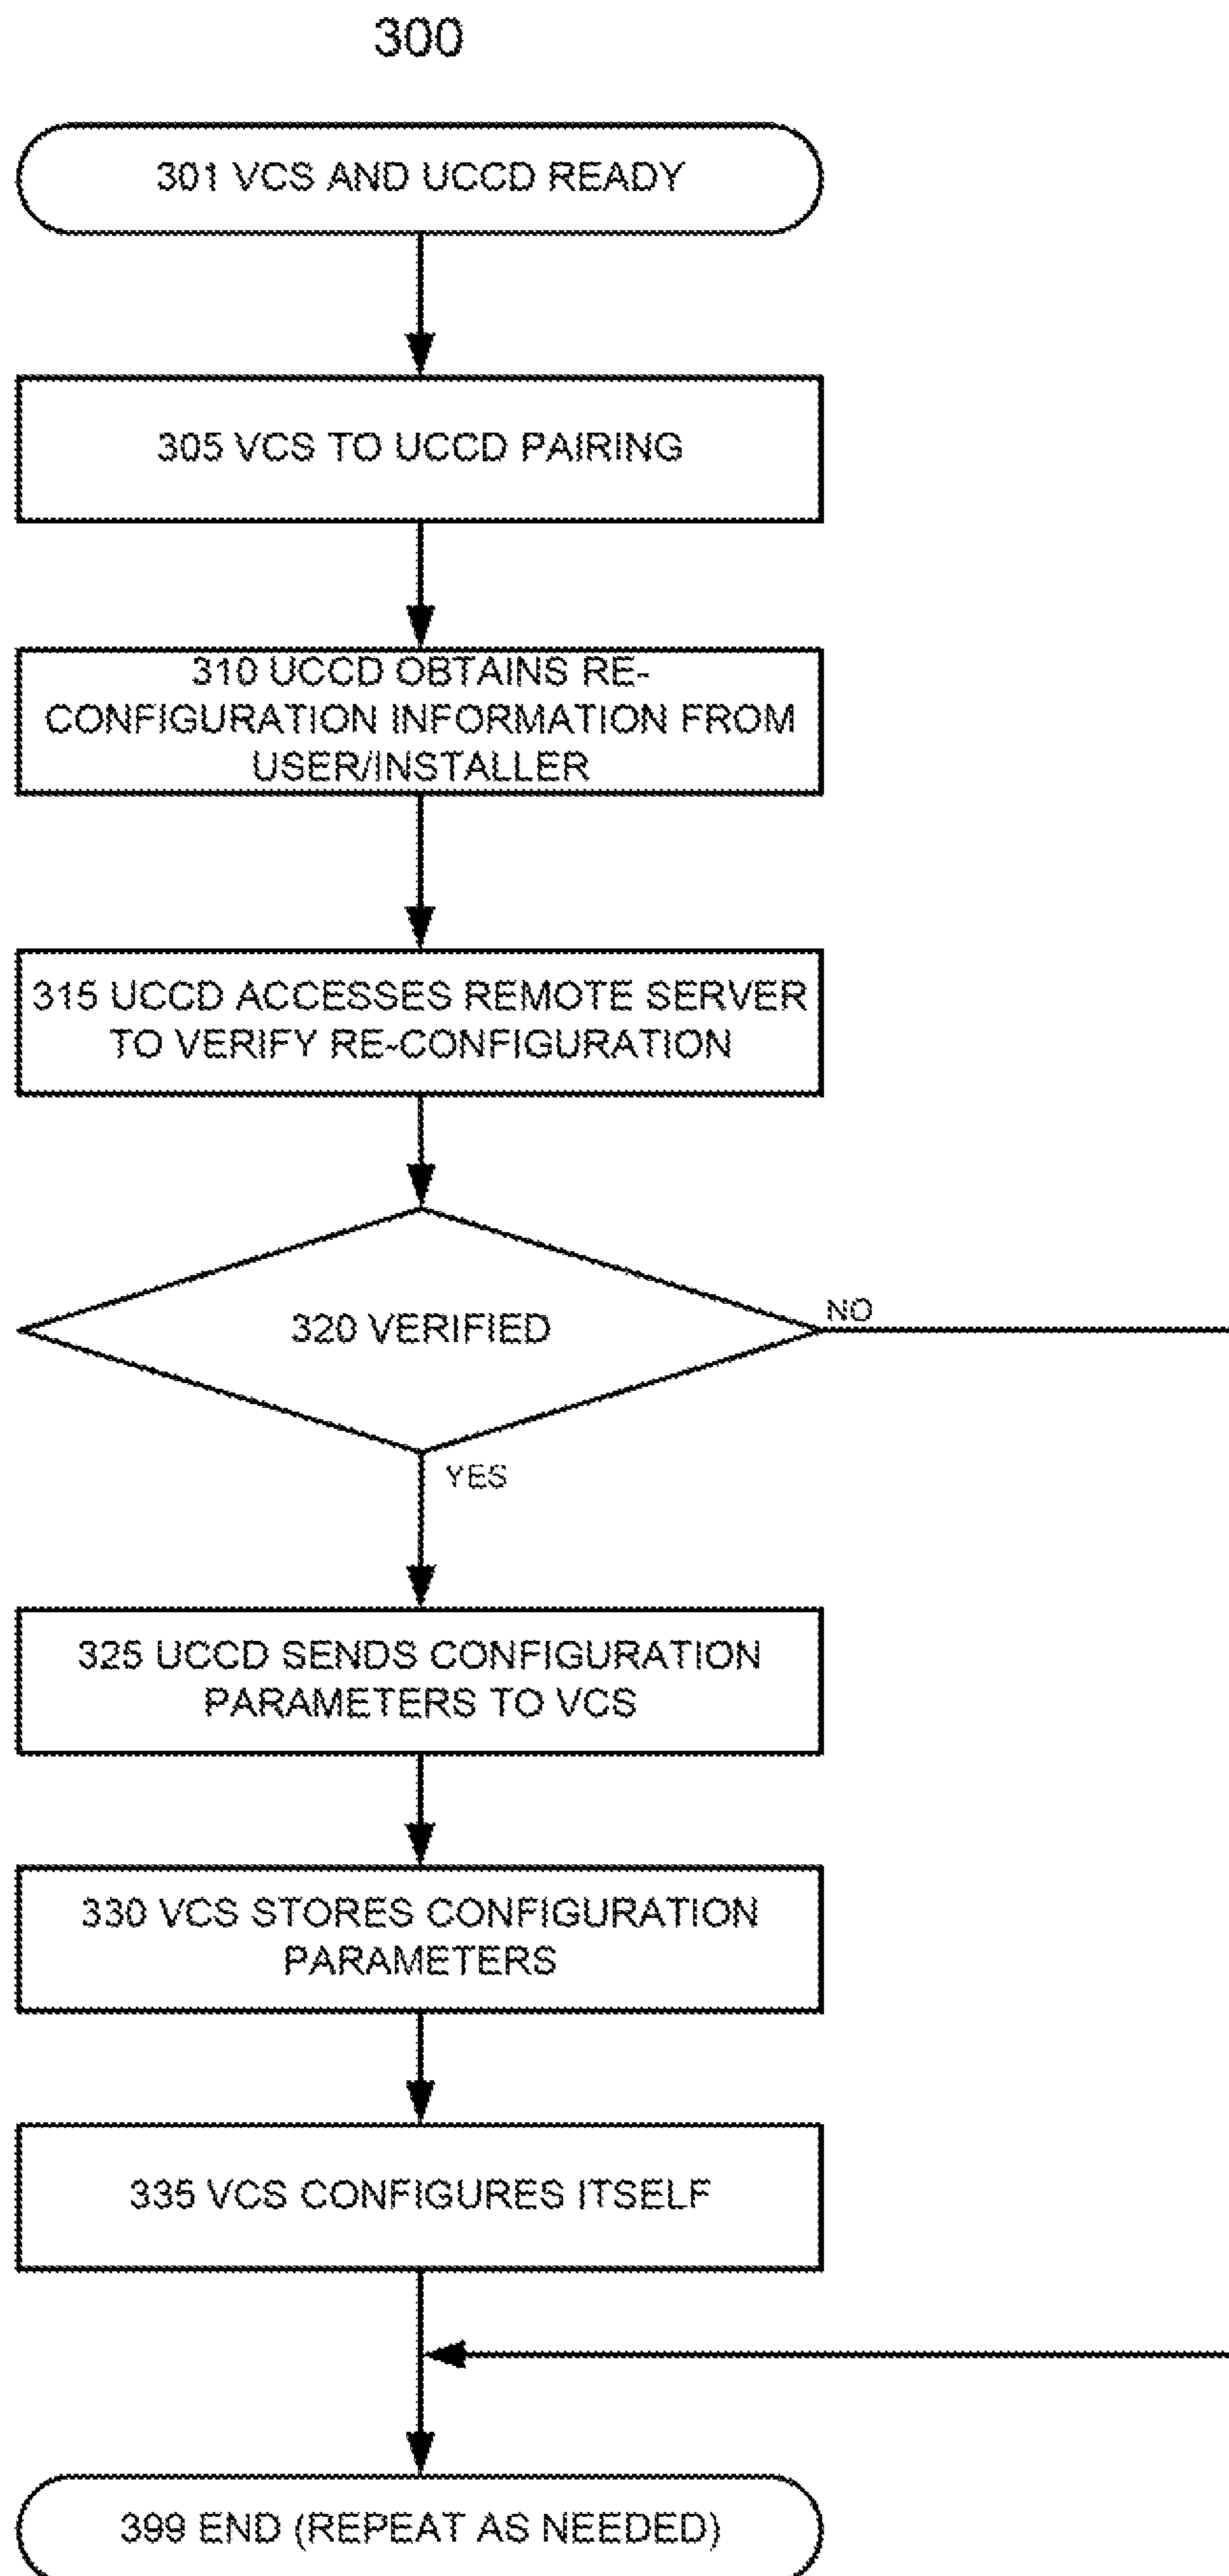 300
301 VCS AND UCCD READY
305 VCS TO UCCD PAIRING
310 UCCD OBTAINS RE-
CONFIGURATION INFORMATION FROM
USER/INSTALLER
315 UCCD ACCESSES REMOTE SERVER
TO VERIFY RE-CONFIGURATION
320 VERIFIED
NO
YES
325 UCCD SENDS CONFIGURATION
PARAMETERS TO VCS
330 VCS STORES CONFIGURATION
PARAMETERS
335 VCS CONFIGURES ITSELF
399 END (REPEAT AS NEEDED)